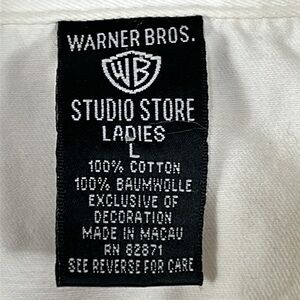 WARNER BROS.
WB
STUDIO STORE
LADIES
L
100% COTTON
100% BAUMWOLLE
EXCLUSIVE OF
DECORATION
MADE IN MACAU
RN 82871
SEE REVERSE FOR CARE